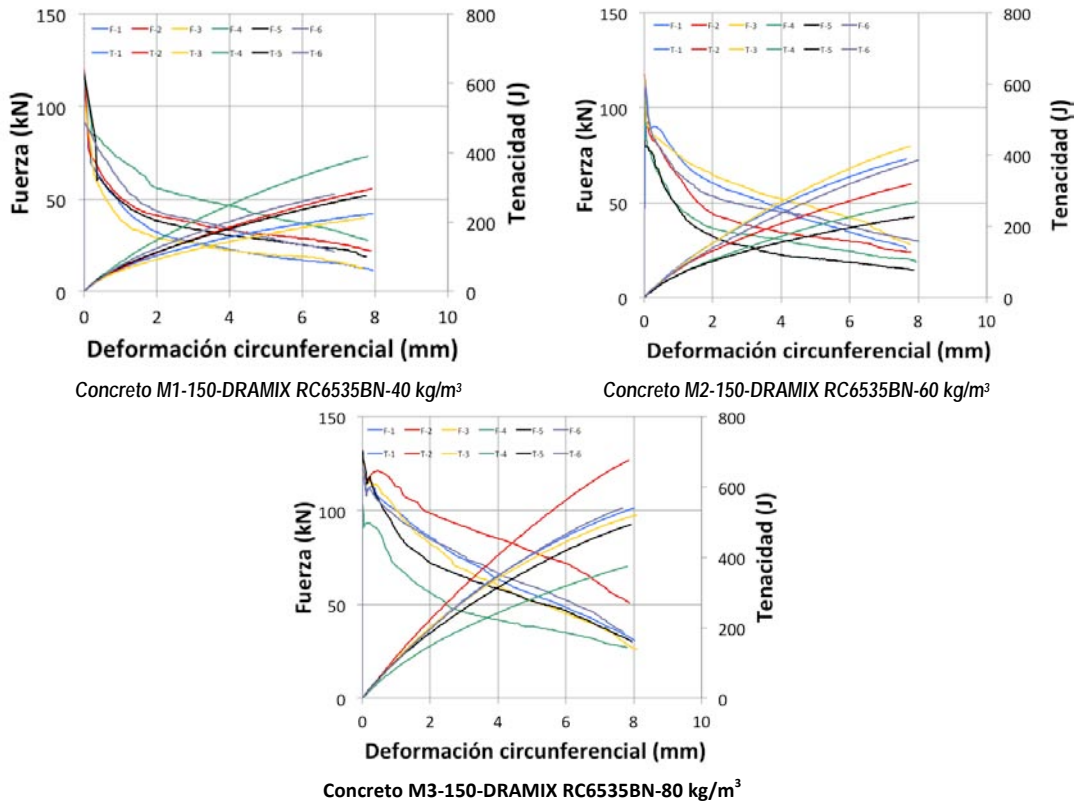 150
100
50
0
Fuerza (kN)
F-1 F-2 F-3 F-4 F-5 F-6
T-1 T-2 T-3 T-4 T-5 T-6
800
600
400
200
0
Tenacidad (J)
0 2 4 6 8 10
Deformación circunferencial (mm)
Concreto M1-150-DRAMIX RC6535BN-40 kg/m³
150
100
50
0
Fuerza (kN)
F-1 F-2 F-3 F-4 F-5 F-6
T-1 T-2 T-3 T-4 T-5 T-6
800
600
400
200
0
Tenacidad (J)
0 2 4 6 8 10
Deformación circunferencial (mm)
Concreto M2-150-DRAMIX RC6535BN-60 kg/m³
150
100
50
0
Fuerza (kN)
F-1 F-2 F-3 F-4 F-5 F-6
T-1 T-2 T-3 T-4 T-5 T-6
800
600
400
200
0
Tenacidad (J)
0 2 4 6 8 10
Deformación circunferencial (mm)
Concreto M3-150-DRAMIX RC6535BN-80 kg/m³